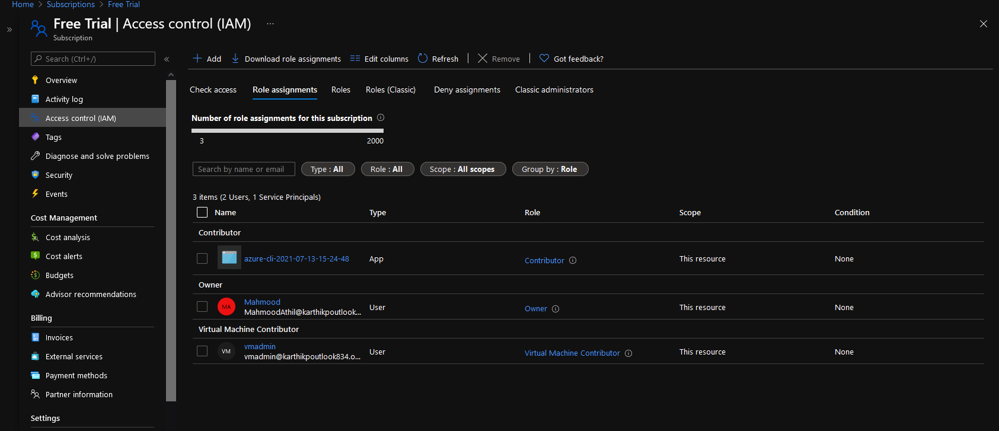 Home > Subscriptions > Free Trial
Free Trial | Access control (IAM) ...
Subscription
Search (Ctrl+/)
Overview
Activity log
Access control (IAM)
Tags
Diagnose and solve problems
Security
Events
Cost Management
Cost analysis
Cost alerts
Budgets
Advisor recommendations
Billing
Invoices
External services
Payment methods
Partner information
Settings
Add Download role assignments Edit columns Refresh Remove Got feedback?
Check access Role assignments Roles Roles (Classic) Deny assignments Classic administrators
Number of role assignments for this subscription
3 2000
Search by name or email Type : All Role : All Scope : All scopes Group by : Role
3 items (2 Users, 1 Service Principals)
Name Type Role Scope Condition
Contributor
azure-cli-2021-07-13-15-24-48 App Contributor This resource None
Owner
MA Mahmood
MahmoodAthil@karthikpoutlook... User Owner This resource None
Virtual Machine Contributor
VM vmadmin
vmadmin@karthikpoutlook834.o... User Virtual Machine Contributor This resource None